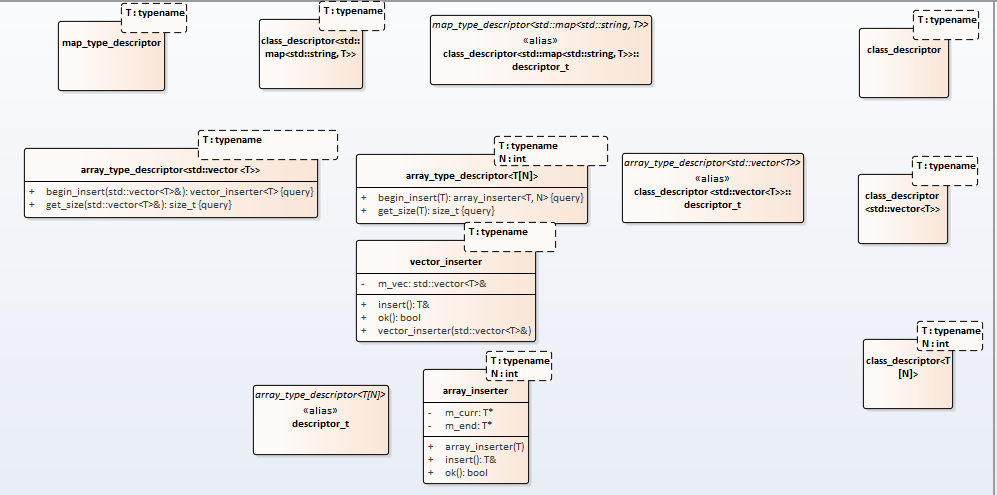 T : typename
map_type_descriptor
T : typename
class_descriptor<std::
map<std::string, T>>
map_type_descriptor<std::map<std::string, T>>
«alias»
class_descriptor<std::map<std::string, T>>::
descriptor_t
T : typename
class_descriptor
T : typename
array_type_descriptor<std::vector <T>>
+ begin_insert(std::vector<T>&): vector_inserter<T> {query}
+ get_size(std::vector<T>&): size_t {query}
T : typename
N : int
array_type_descriptor<T[N]>
+ begin_insert(T): array_inserter<T, N> {query}
+ get_size(T): size_t {query}
array_type_descriptor<std::vector<T>>
«alias»
class_descriptor <std::vector<T>>::
descriptor_t
T : typename
class_descriptor
<std::vector<T>>
T : typename
vector_inserter
- m_vec: std::vector<T>&
+ insert(): T&
+ ok(): bool
+ vector_inserter(std::vector<T>&)
T : typename
N : int
class_descriptor<T
[N]>
array_type_descriptor<T[N]>
«alias»
descriptor_t
T : typename
N : int
array_inserter
- m_curr: T*
- m_end: T*
+ array_inserter(T)
+ insert(): T&
+ ok(): bool